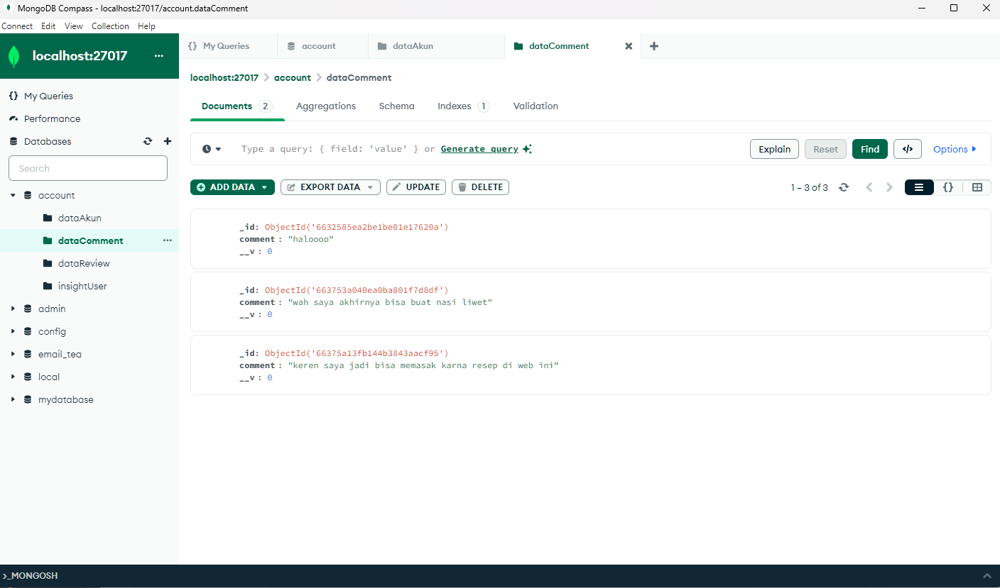 MongoDB Compass - localhost:27017/account.dataComment
Connect Edit View Collection Help
localhost:27017 ...
{} My Queries
Performance
Databases
Search
account
dataAkun
dataComment ...
dataReview
insightUser
admin
config
email_tea
local
mydatabase
{} My Queries account dataAkun dataComment
localhost:27017 > account > dataComment
Documents 2 Aggregations Schema Indexes 1 Validation
Type a query: { field: 'value' } or Generate query Explain Reset Find </> Options
ADD DATA EXPORT DATA UPDATE DELETE 1 – 3 of 3 {}
_id: ObjectId('6632585ea2be1be01e17620a')
comment : "haloooo"
__v : 0
_id: ObjectId('663753a040ea0ba801f7d8df')
comment : "wah saya akhirnya bisa buat nasi liwet"
__v : 0
_id: ObjectId('66375a13fb144b3843aacf95')
comment : "keren saya jadi bisa memasak karna resep di web ini"
__v : 0
>_MONGOSH